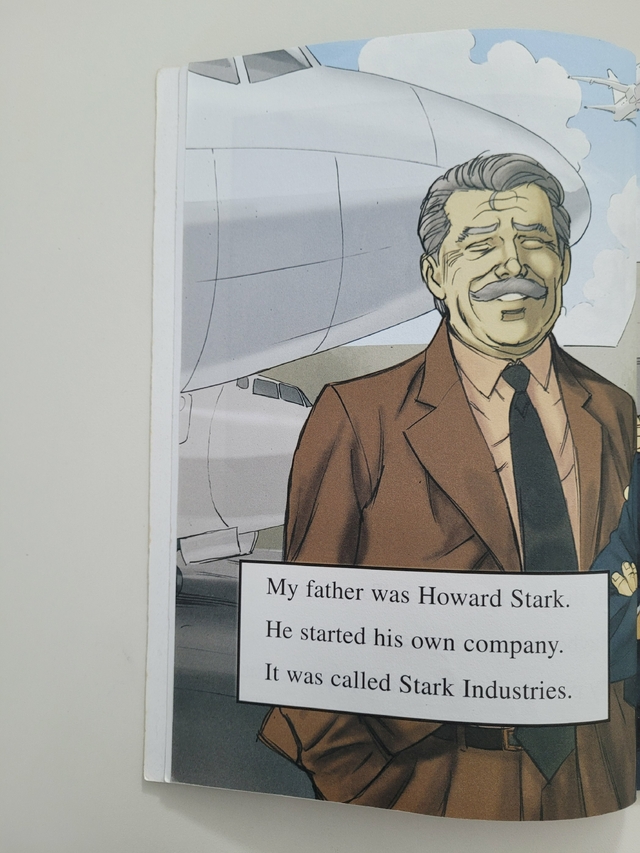 My father was Howard Stark.
He started his own company.
It was called Stark Industries.